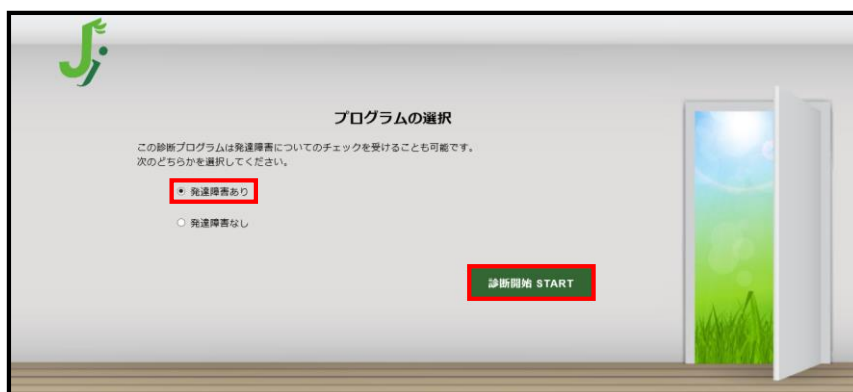 プログラムの選択
この診断プログラムは発達障害についてのチェックを受けることも可能です。
次のどちらかを選択してください。
発達障害あり
発達障害なし
診断開始 START